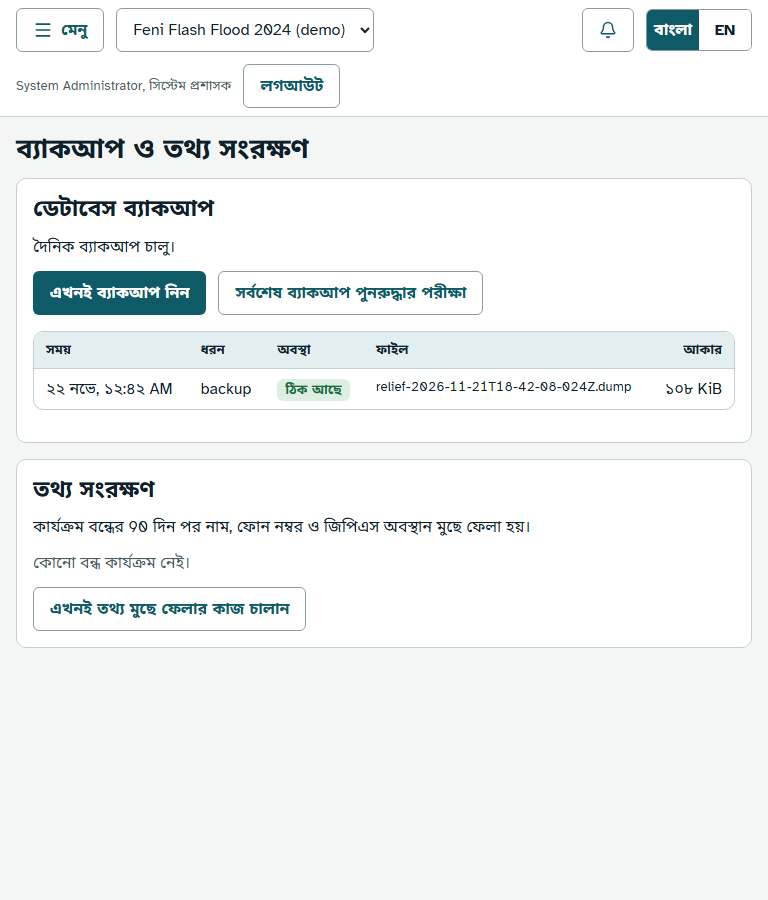 মেনু
Feni Flash Flood 2024 (demo)
বাংলা
EN
System Administrator, সিস্টেম প্রশাসক
লগআউট
ব্যাকআপ ও তথ্য সংরক্ষণ
ডেটাবেস ব্যাকআপ
দৈনিক ব্যাকআপ চালু।
এখনই ব্যাকআপ নিন
সর্বশেষ ব্যাকআপ পুনরুদ্ধার পরীক্ষা
সময় ধরন অবস্থা ফাইল আকার
২২ নভে, ১২:৪২ AM backup ঠিক আছে relief-2026-11-21T18-42-08-024Z.dump ১০৮ KiB
তথ্য সংরক্ষণ
কার্যক্রম বন্ধের ৯0 দিন পর নাম, ফোন নম্বর ও জিপিএস অবস্থান মুছে ফেলা হয়।
কোনো বন্ধ কার্যক্রম নেই।
এখনই তথ্য মুছে ফেলার কাজ চালান